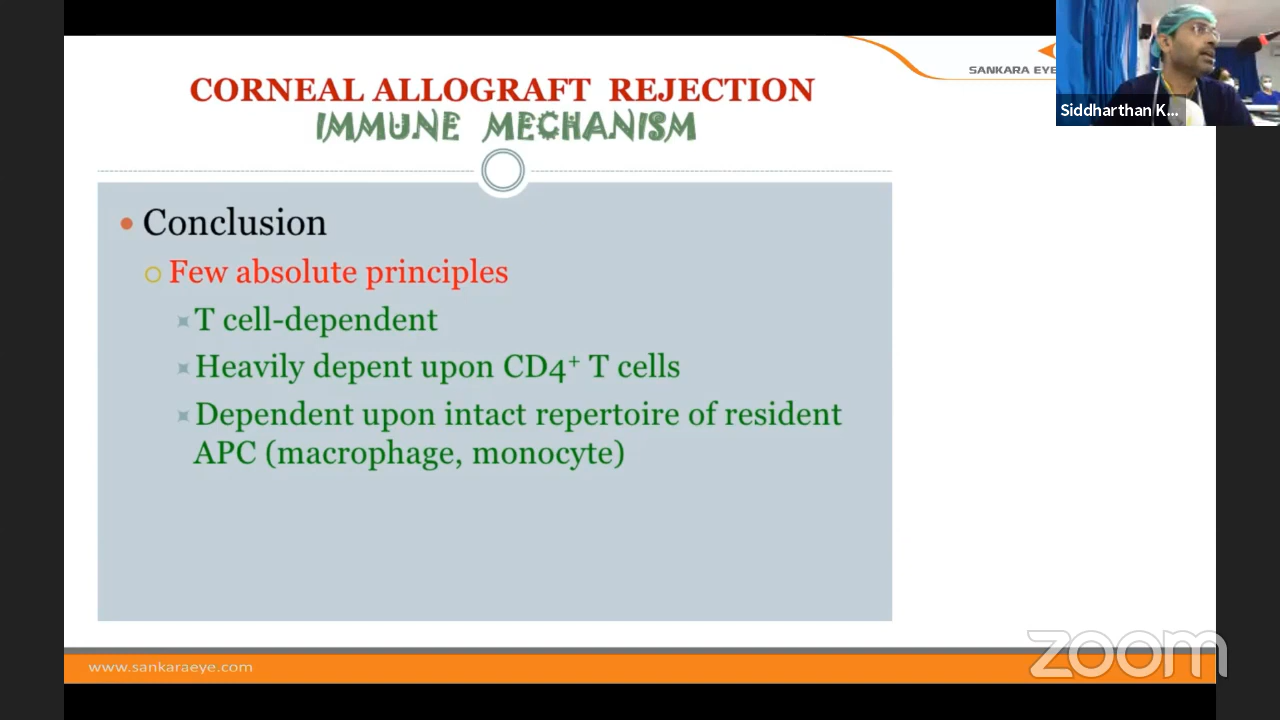 CORNEAL ALLOGRAFT REJECTION
IMMUNE MECHANISM
SANKARA EYE
Siddharthan K...
Conclusion
Few absolute principles
T cell-dependent
Heavily depent upon CD4⁺ T cells
Dependent upon intact repertoire of resident
APC (macrophage, monocyte)
www.sankaraeye.com
zoom